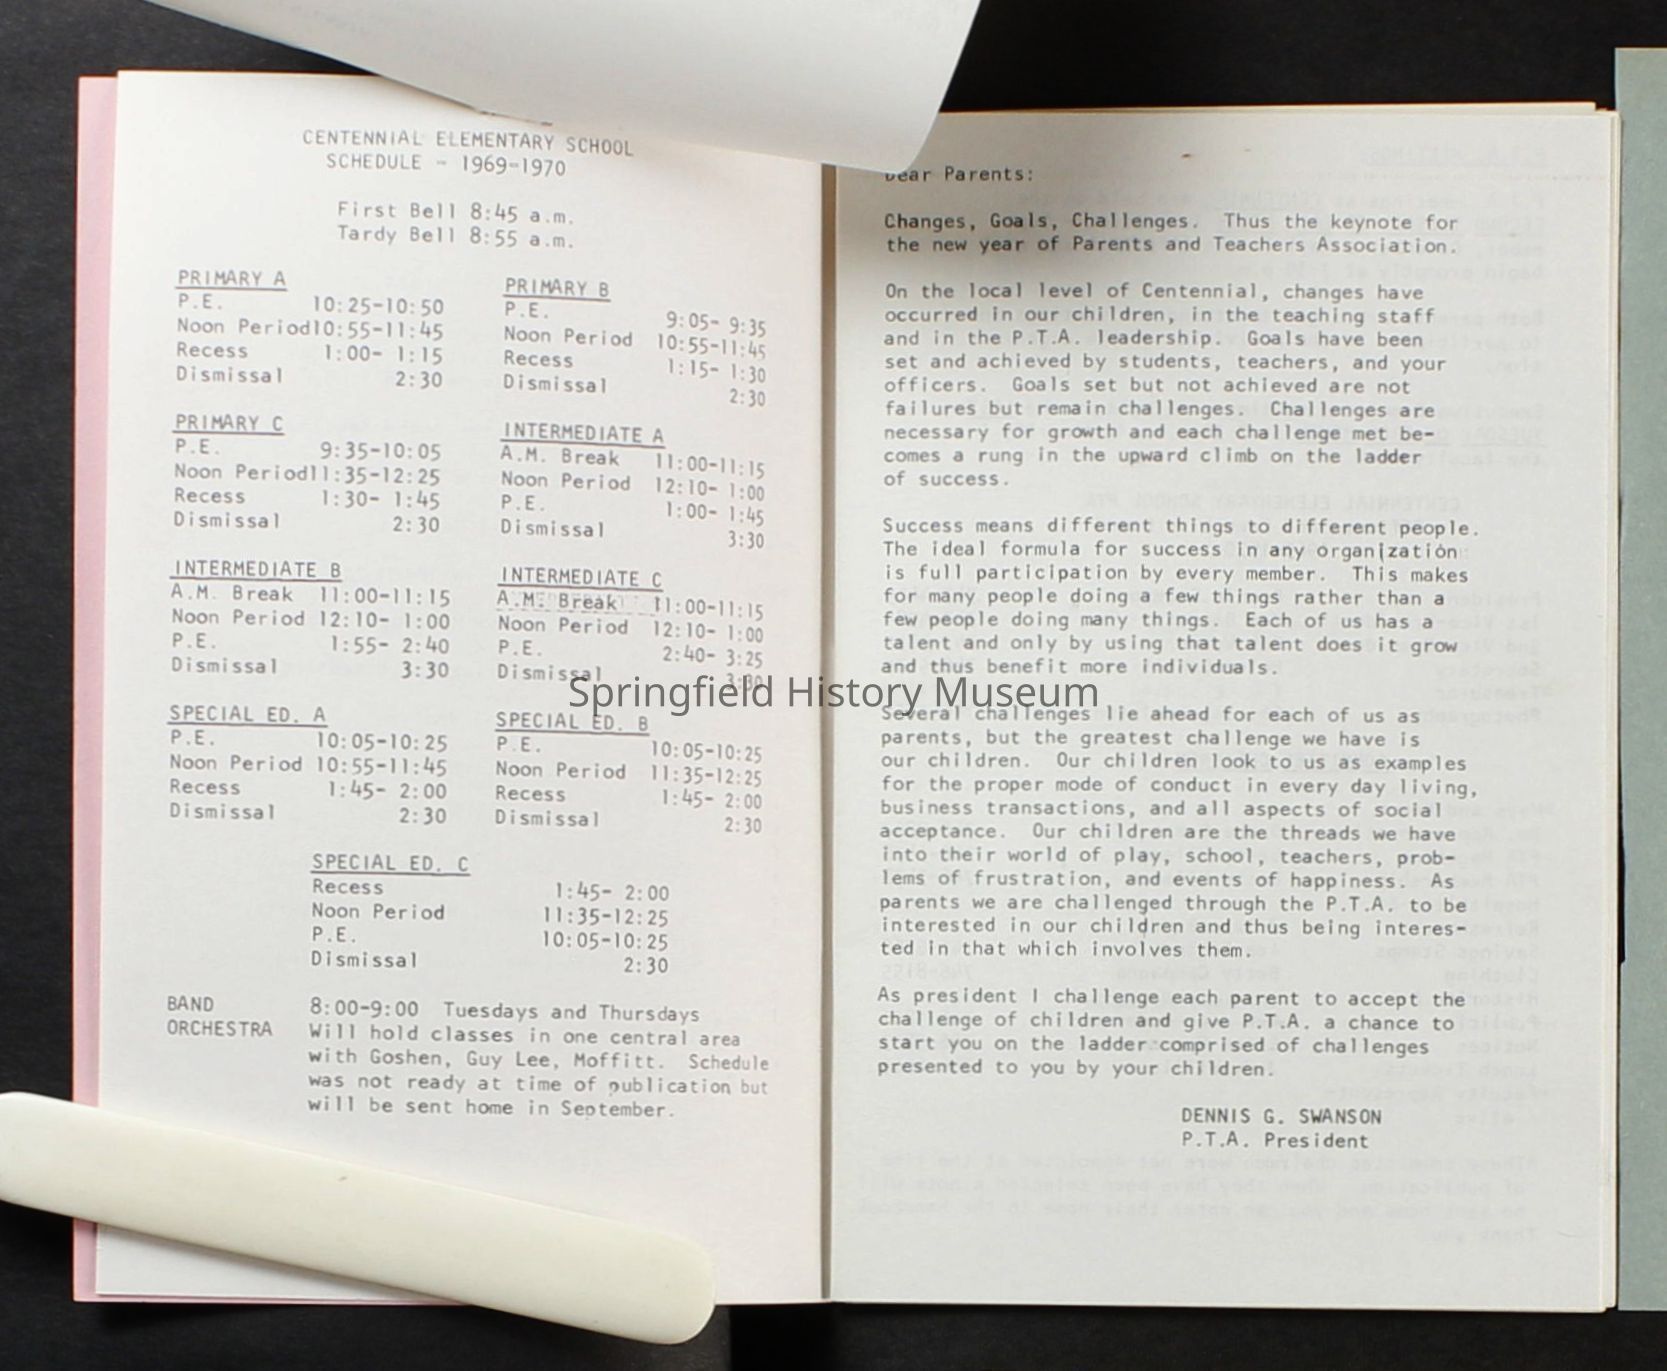 CENTENNIAL ELEMENTARY SCHOOL
SCHEDULE - 1969-1970
First Bell 8:45 a.m.
Tardy Bell 8:55 a.m.
PRIMARY A
P.E. 10:25-10:50
Noon Period10:55-11:45
Recess 1:00- 1:15
Dismissal 2:30
PRIMARY B
P.E. 9:05- 9:35
Noon Period 10:55-11:45
Recess 1:15- 1:30
Dismissal 2:30
PRIMARY C
P.E. 9:35-10:05
Noon Period11:35-12:25
Recess 1:30- 1:45
Dismissal 2:30
INTERMEDIATE A
A.M. Break 11:00-11:15
Noon Period 12:10- 1:00
P.E. 1:00- 1:45
Dismissal 3:30
INTERMEDIATE B
A.M. Break 11:00-11:15
Noon Period 12:10- 1:00
P.E. 1:55- 2:40
Dismissal 3:30
INTERMEDIATE C
A.M. Break 11:00-11:15
Noon Period 12:10- 1:00
P.E. 2:40- 3:25
Dismissal 3:30
SPECIAL ED. A
P.E. 10:05-10:25
Noon Period 10:55-11:45
Recess 1:45- 2:00
Dismissal 2:30
SPECIAL ED. B
P.E. 10:05-10:25
Noon Period 11:35-12:25
Recess 1:45- 2:00
Dismissal 2:30
SPECIAL ED. C
Recess 1:45- 2:00
Noon Period 11:35-12:25
P.E. 10:05-10:25
Dismissal 2:30
BAND 8:00-9:00 Tuesdays and Thursdays
ORCHESTRA Will hold classes in one central area
with Goshen, Guy Lee, Moffitt. Schedule
was not ready at time of publication but
will be sent home in September.
Dear Parents:
Changes, Goals, Challenges. Thus the keynote for
the new year of Parents and Teachers Association.
On the local level of Centennial, changes have
occurred in our children, in the teaching staff
and in the P.T.A. leadership. Goals have been
set and achieved by students, teachers, and your
officers. Goals set but not achieved are not
failures but remain challenges. Challenges are
necessary for growth and each challenge met be-
comes a rung in the upward climb on the ladder
of success.
Success means different things to different people.
The ideal formula for success in any organization
is full participation by every member. This makes
for many people doing a few things rather than a
few people doing many things. Each of us has a
talent and only by using that talent does it grow
and thus benefit more individuals.
Several challenges lie ahead for each of us as
parents, but the greatest challenge we have is
our children. Our children look to us as examples
for the proper mode of conduct in every day living,
business transactions, and all aspects of social
acceptance. Our children are the threads we have
into their world of play, school, teachers, prob-
lems of frustration, and events of happiness. As
parents we are challenged through the P.T.A. to be
interested in our children and thus being interes-
ted in that which involves them.
As president I challenge each parent to accept the
challenge of children and give P.T.A. a chance to
start you on the ladder comprised of challenges
presented to you by your children.
DENNIS G. SWANSON
P.T.A. President
Springfield History Museum